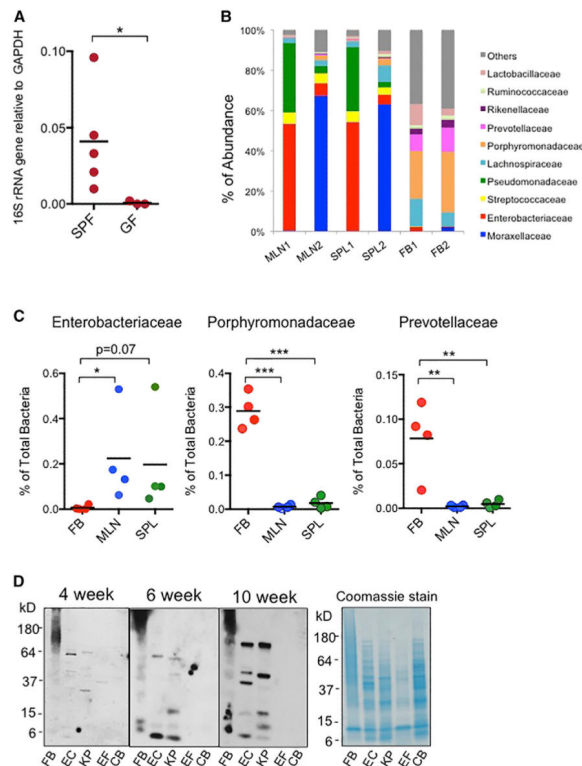 A
*
0.10
0.05
0.00
16S rRNA gene relative to GAPDH
SPF
GF
B
100%
80%
60%
40%
20%
0%
% of Abundance
MLN1
MLN2
SPL1
SPL2
FB1
FB2
Others
Lactobacillaceae
Ruminococcaceae
Rikenellaceae
Prevotellaceae
Porphyromonadaceae
Lachnospiraceae
Pseudomonadaceae
Streptococcaceae
Enterobacteriaceae
Moraxellaceae
C
Enterobacteriaceae
p=0.07
*
0.6
0.4
0.2
0.0
% of Total Bacteria
FB
MLN
SPL
Porphyromonadaceae
***
***
0.4
0.3
0.2
0.1
0.0
% of Total Bacteria
FB
MLN
SPL
Prevotellaceae
**
**
0.15
0.10
0.05
0.00
% of Total Bacteria
FB
MLN
SPL
D
4 week
6 week
10 week
Coomassie stain
kD
180
64
37
15
6
FB
EC
KP
EF
CB
FB
EC
KP
EF
CB
FB
EC
KP
EF
CB
kD
180
64
37
15
6
FB
EC
KP
EF
CB